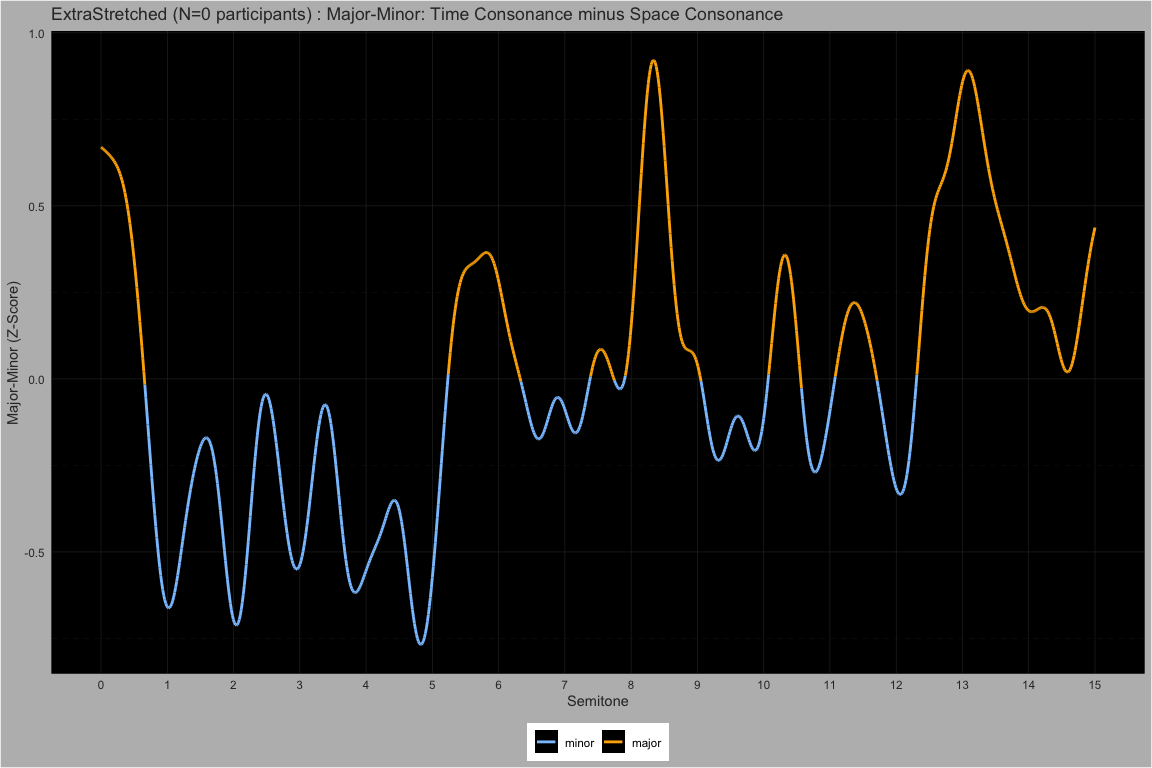 ExtraStretched (N=0 participants) : Major-Minor: Time Consonance minus Space Consonance
Major-Minor (Z-Score)
1.0
0.5
0.0
-0.5
0 1 2 3 4 5 6 7 8 9 10 11 12 13 14 15
Semitone
minor major